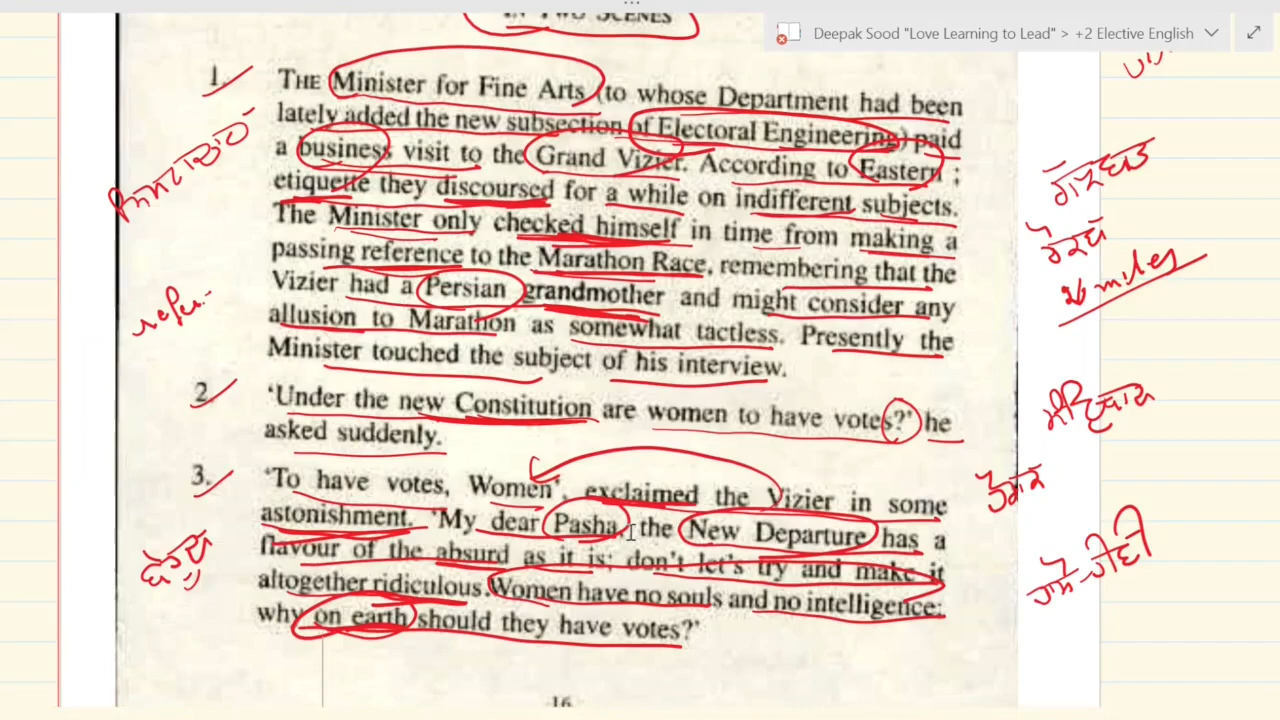 IN TWO SCENES
Deepak Sood "Love Learning to Lead" > +2 Elective English
1.
THE Minister for Fine Arts (to whose Department had been
lately added the new subsection of Electoral Engineering) paid
a business visit to the Grand Vizier. According to Eastern
etiquette they discoursed for a while on indifferent subjects.
The Minister only checked himself in time from making a
passing reference to the Marathon Race, remembering that the
Vizier had a Persian grandmother and might consider any
allusion to Marathon as somewhat tactless. Presently the
Minister touched the subject of his interview.
26 miles
refer.
2.
'Under the new Constitution are women to have votes?' he
asked suddenly.
3.
'To have votes, Women', exclaimed the Vizier in some
astonishment. 'My dear Pasha, the New Departure has a
flavour of the absurd as it is; don't let's try and make it
altogether ridiculous. Women have no souls and no intelligence;
why on earth should they have votes?'
16